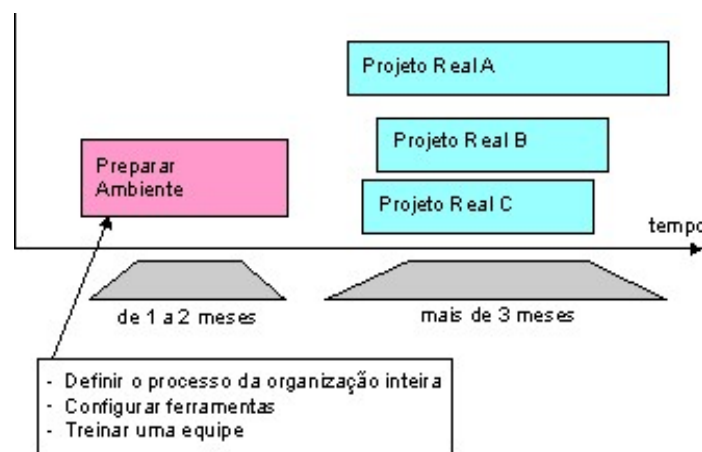 Projeto Real A
Projeto Real B
Preparar
Ambiente
Projeto Real C
tempo
de 1 a 2 meses
mais de 3 meses
- Definir o processo da organização inteira
- Configurar ferramentas
- Treinar uma equipe